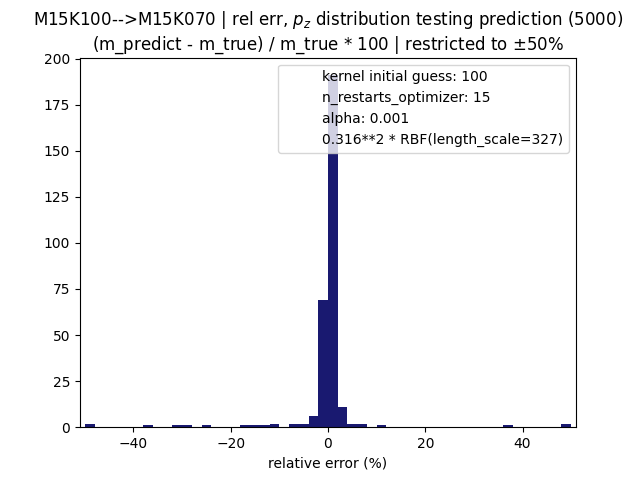 M15K100-->M15K070 | rel err, p_z distribution testing prediction (5000)
(m_predict - m_true) / m_true * 100 | restricted to ±50%
kernel initial guess: 100
n_restarts_optimizer: 15
alpha: 0.001
0.316**2 * RBF(length_scale=327)
200
175
150
125
100
75
50
25
0
−40 −20 0 20 40
relative error (%)